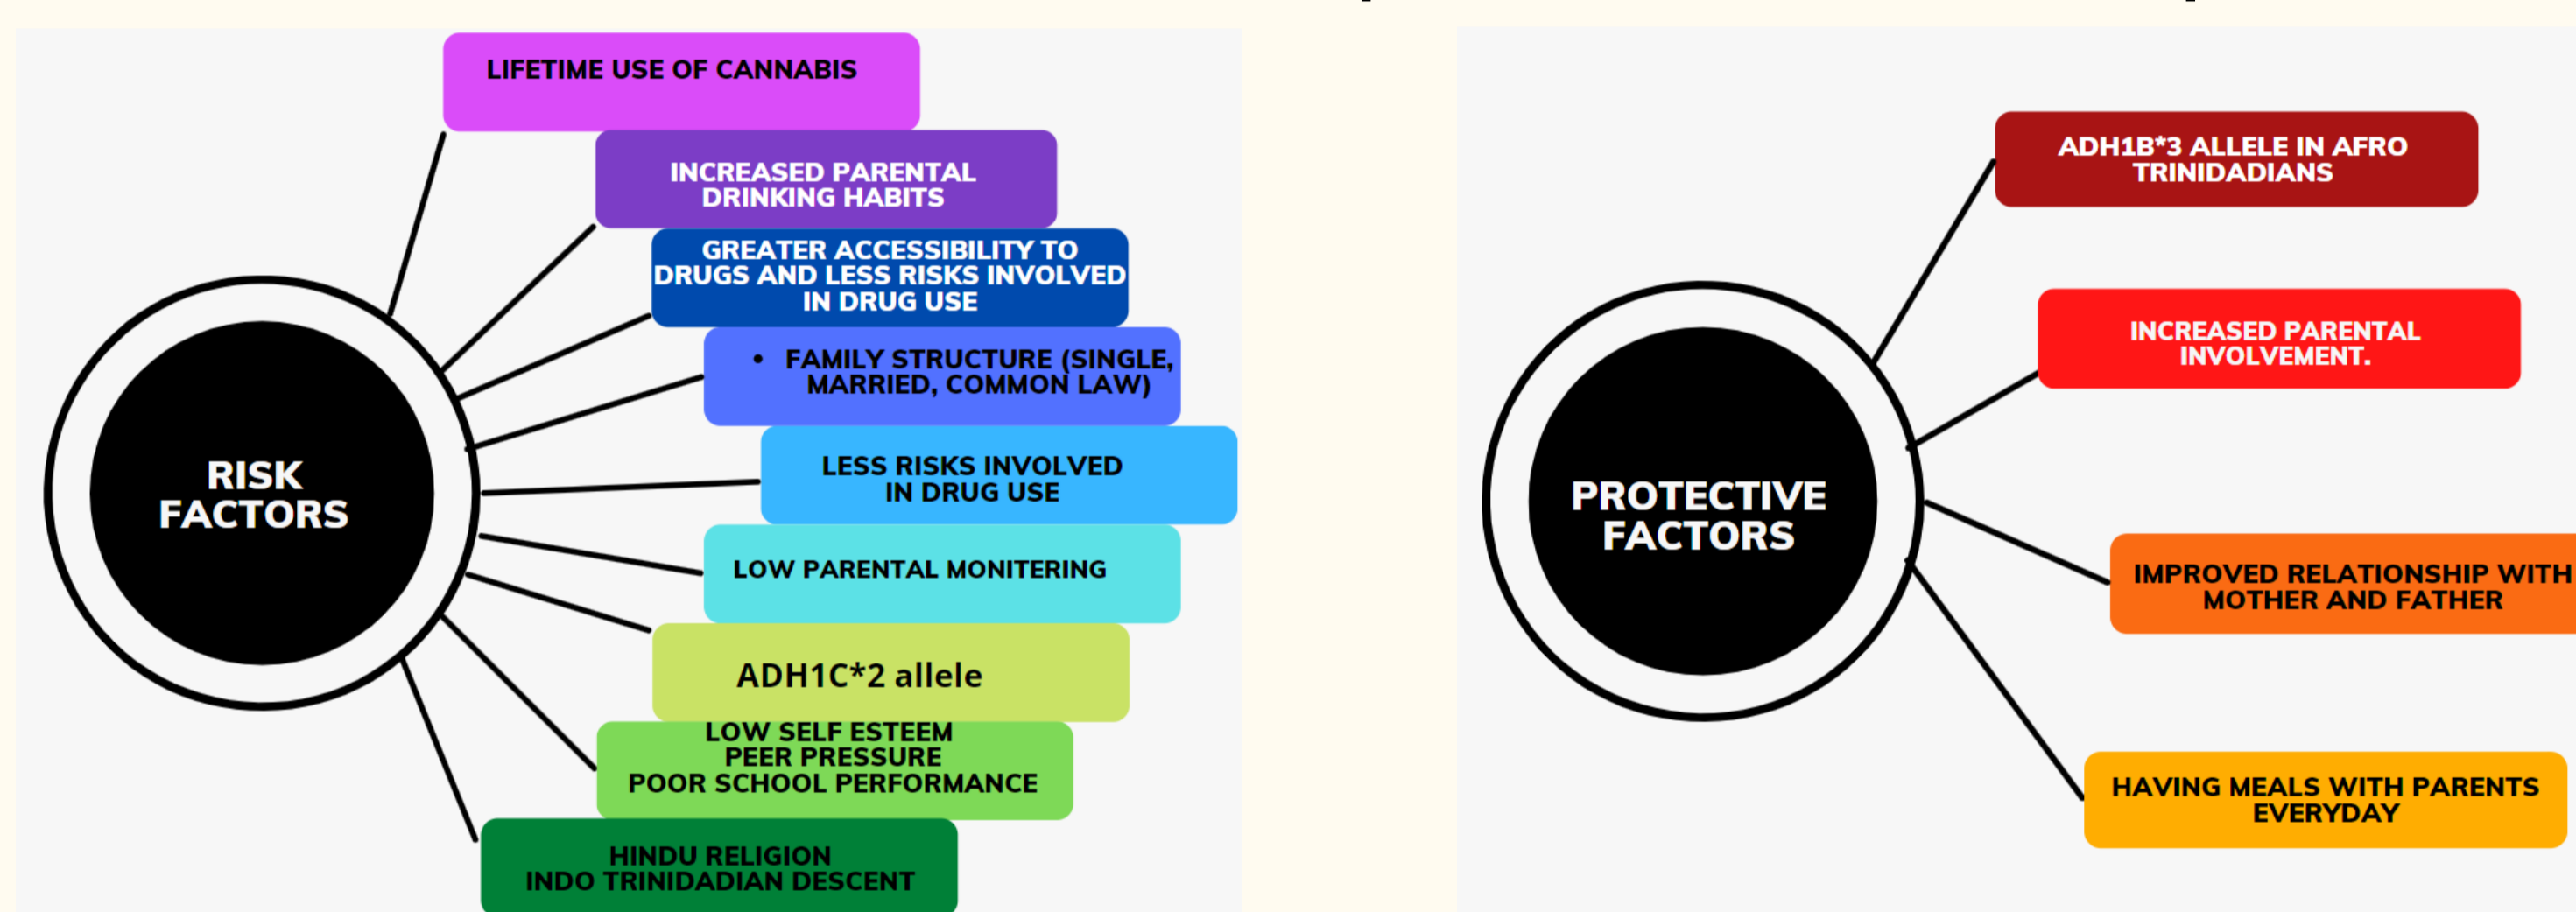 LIFETIME USE OF CANNABIS
INCREASED PARENTAL
DRINKING HABITS
GREATER ACCESSIBILITY TO
DRUGS AND LESS RISKS INVOLVED
IN DRUG USE
• FAMILY STRUCTURE (SINGLE,
MARRIED, COMMON LAW)
LESS RISKS INVOLVED
IN DRUG USE
LOW PARENTAL MONITERING
ADH1C*2 allele
LOW SELF ESTEEM
PEER PRESSURE
POOR SCHOOL PERFORMANCE
HINDU RELIGION
INDO TRINIDADIAN DESCENT
RISK
FACTORS
ADH1B*3 ALLELE IN AFRO
TRINIDADIANS
INCREASED PARENTAL
INVOLVEMENT.
IMPROVED RELATIONSHIP WITH
MOTHER AND FATHER
HAVING MEALS WITH PARENTS
EVERYDAY
PROTECTIVE
FACTORS